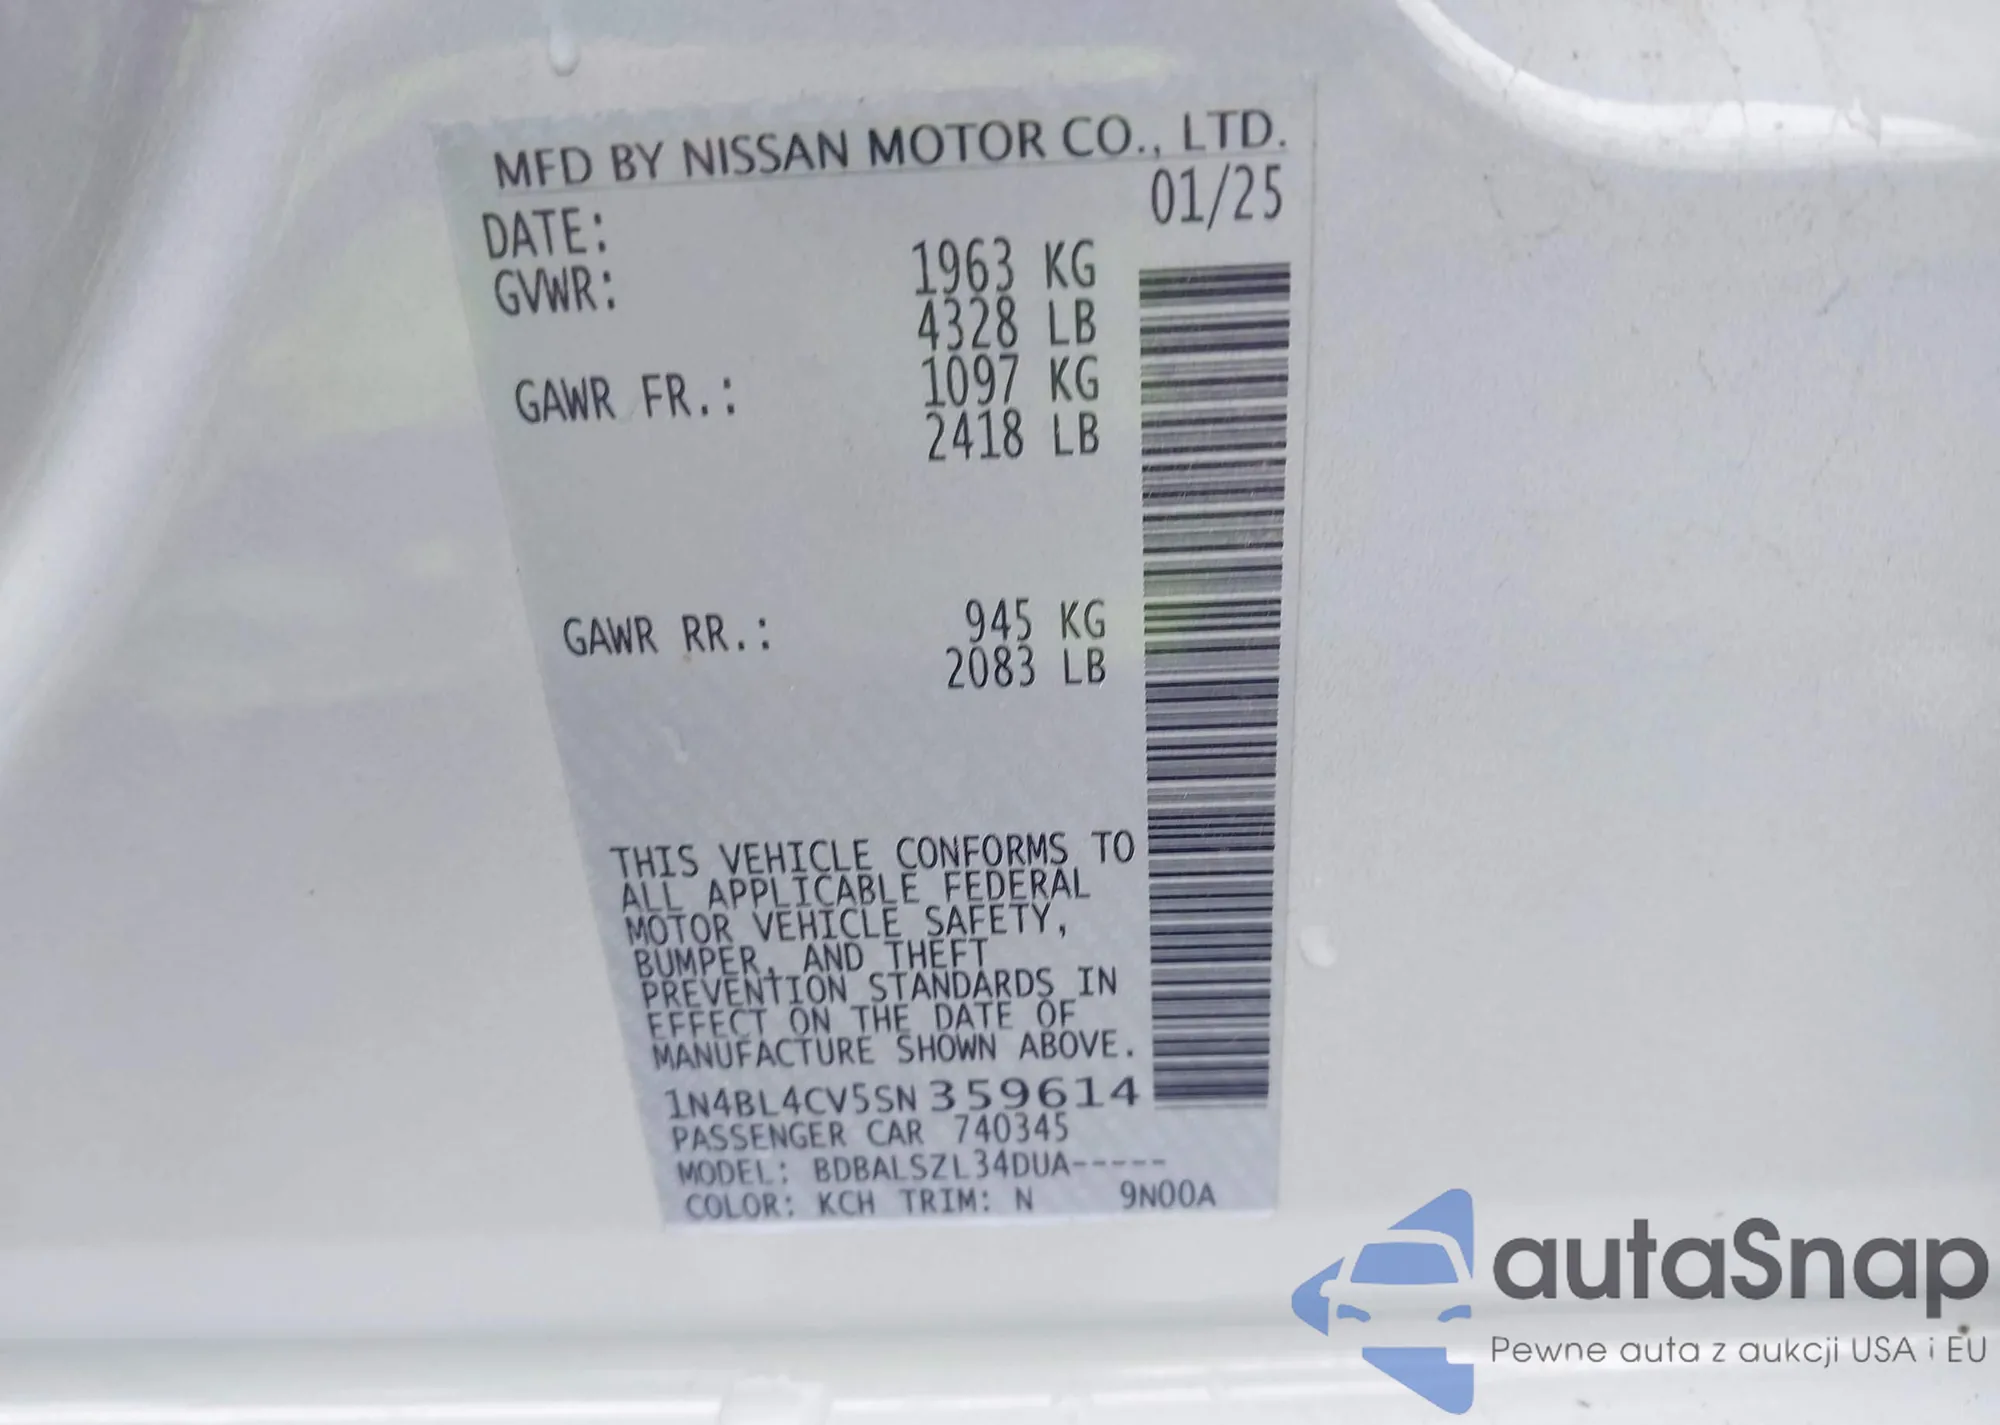 MFD BY NISSAN MOTOR CO., LTD.
DATE: 01/25
GVWR: 1963 KG
4328 LB
GAWR FR.: 1097 KG
2418 LB
GAWR RR.: 945 KG
2083 LB
THIS VEHICLE CONFORMS TO
ALL APPLICABLE FEDERAL
MOTOR VEHICLE SAFETY,
BUMPER, AND THEFT
PREVENTION STANDARDS IN
EFFECT ON THE DATE OF
MANUFACTURE SHOWN ABOVE.
1N4BL4CV5SN359614
PASSENGER CAR 740345
MODEL: BDBALSZL34DUA-----
COLOR: KCH TRIM: N 9N00A
autaSnap
Pewne auta z aukcji USA i EU